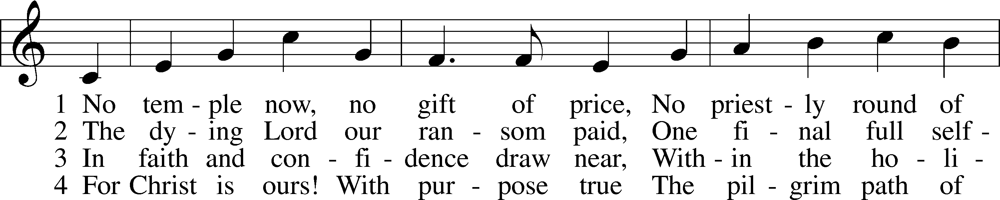 1 No tem - ple now, no gift of price, No priest - ly round of
2 The dy - ing Lord our ran - som paid, One fi - nal full self -
3 In faith and con - fi - dence draw near, With - in the ho - li -
4 For Christ is ours! With pur - pose true The pil - grim path of